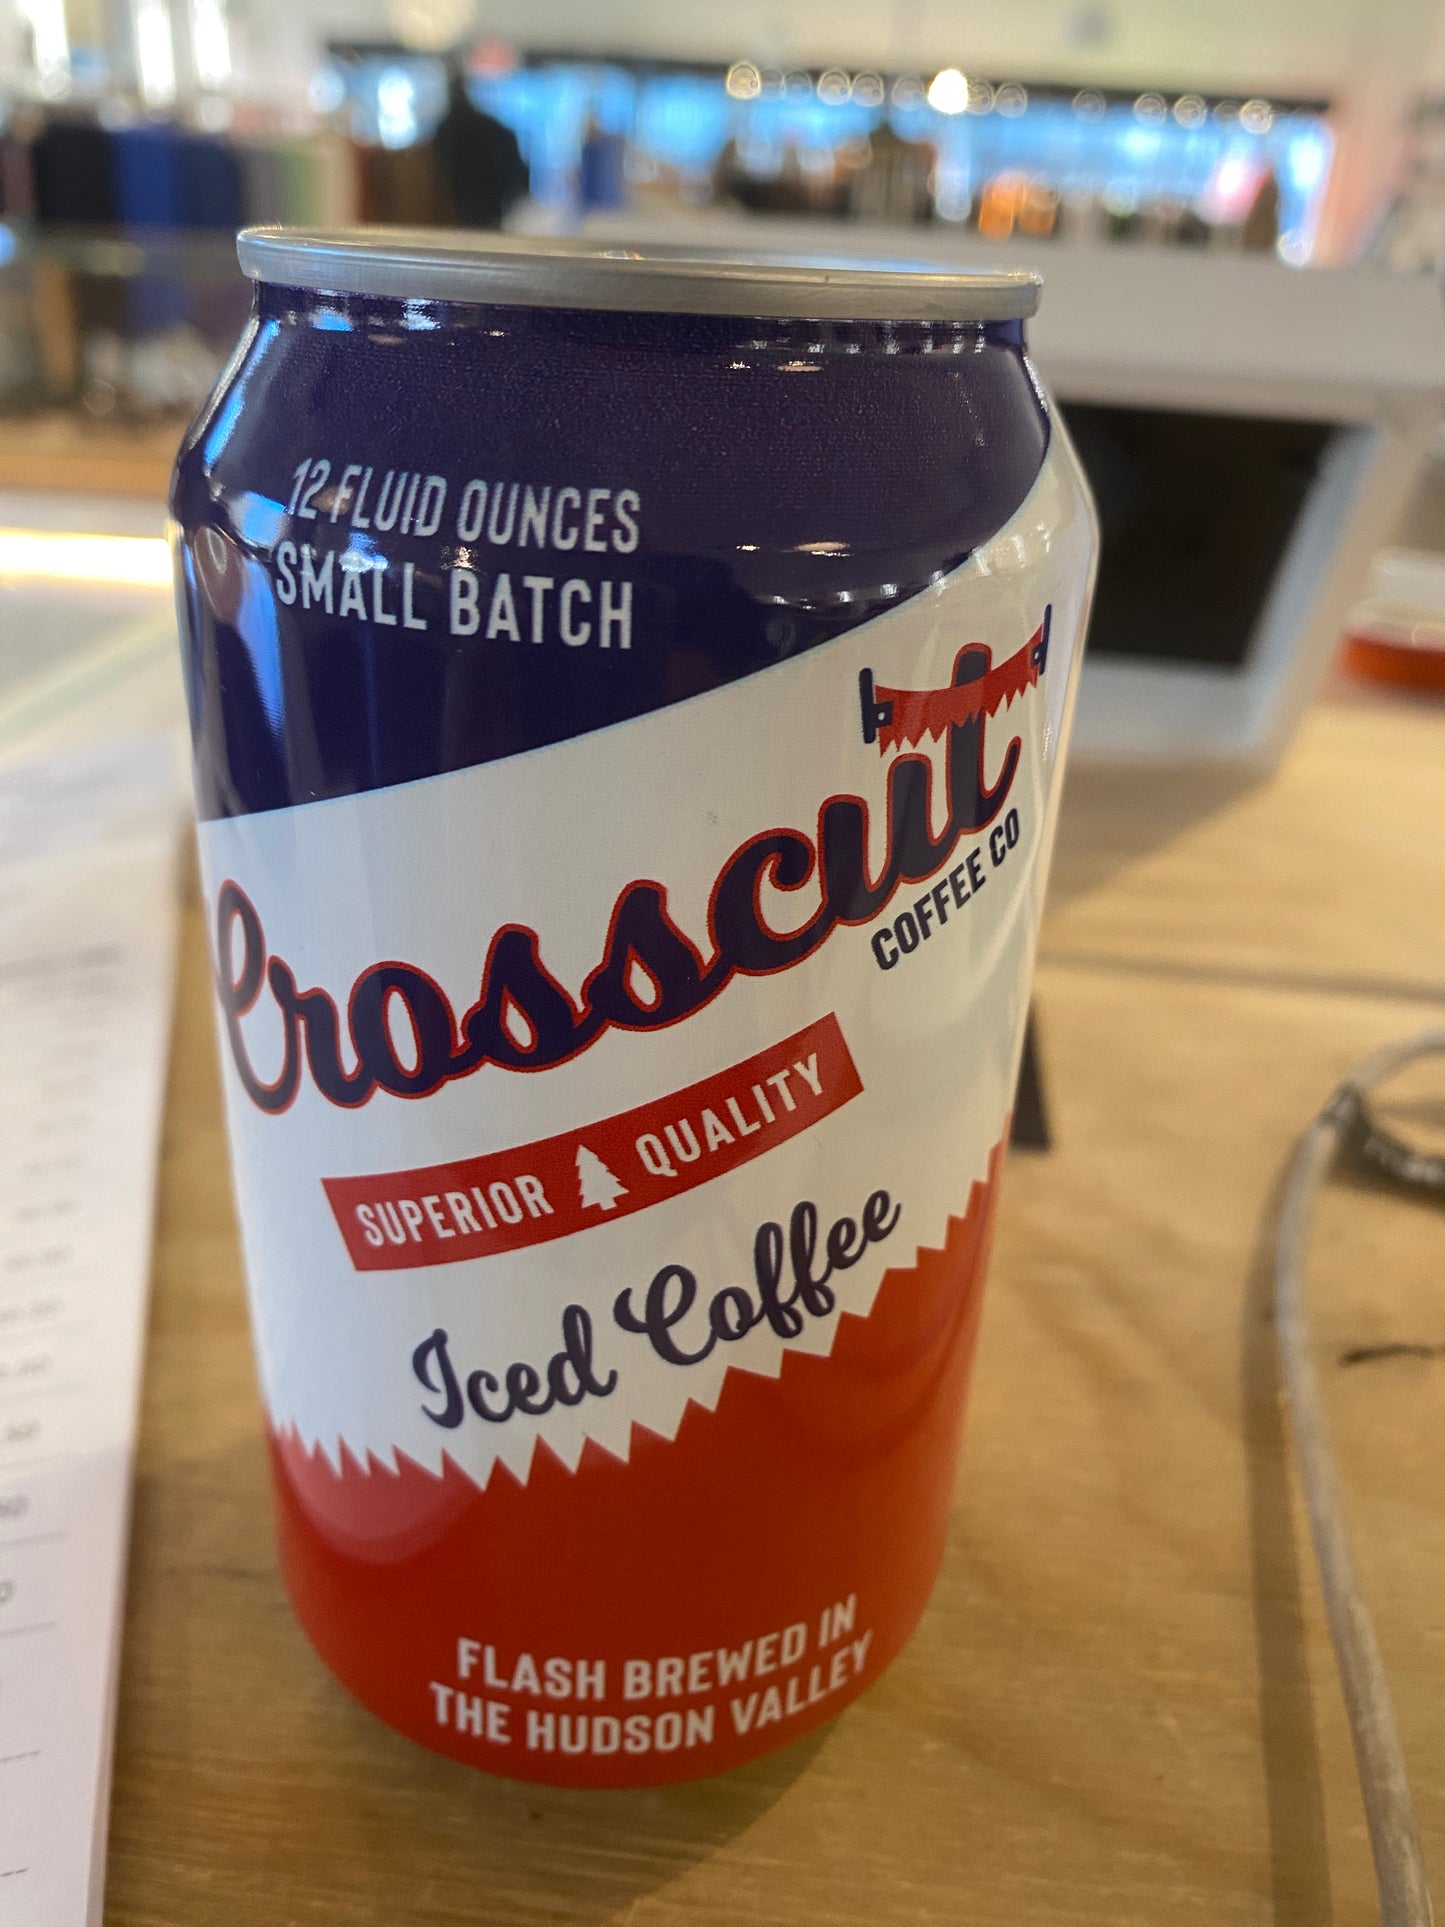 12 FLUID OUNCES
SMALL BATCH
Crosscut
COFFEE CO
SUPERIOR QUALITY
Iced Coffee
FLASH BREWED IN
THE HUDSON VALLEY